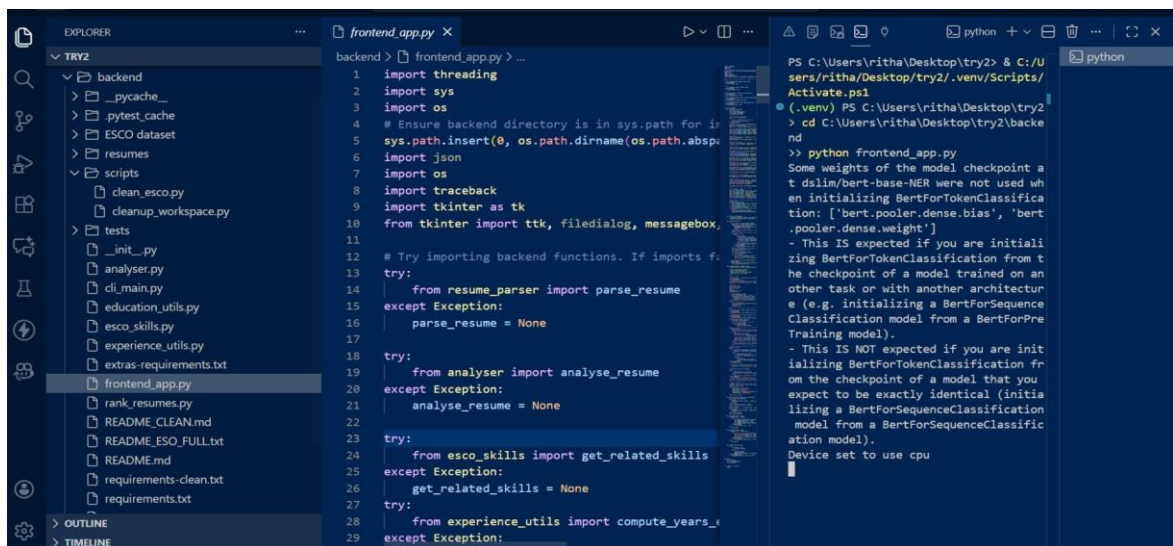 EXPLORER
TRY2
backend
__pycache__
.pytest_cache
ESCO dataset
resumes
scripts
clean_esco.py
cleanup_workspace.py
tests
__init__.py
analyser.py
cli_main.py
education_utils.py
esco_skills.py
experience_utils.py
extras-requirements.txt
frontend_app.py
rank_resumes.py
README_CLEAN.md
README_ESO_FULL.txt
README.md
requirements-clean.txt
requirements.txt
OUTLINE
TIMELINE
frontend_app.py
backend > frontend_app.py > ...
1 import threading
2 import sys
3 import os
4 # Ensure backend directory is in sys.path for
5 sys.path.insert(0, os.path.dirname(os.path.
6 import json
7 import os
8 import traceback
9 import tkinter as tk
10 from tkinter import ttk, filedialog, messagebox,
11
12 # Try importing backend functions. If imports
13 try:
14 from resume_parser import parse_resume
15 except Exception:
16 parse_resume = None
17
18 try:
19 from analyser import analyse_resume
20 except Exception:
21 analyse_resume = None
22
23 try:
24 from esco_skills import get_related_skills
25 except Exception:
26 get_related_skills = None
27 try:
28 from experience_utils import
29 except Exception:
python
python
PS C:\Users\ritha\Desktop\try2> & C:/U
sers/ritha/Desktop/try2/.venv/Scripts/
Activate.ps1
(.venv) PS C:\Users\ritha\Desktop\try2
> cd C:\Users\ritha\Desktop\try2\backe
nd
>> python frontend_app.py
Some weights of the model checkpoint a
t dslim/bert-base-NER were not used wh
en initializing BertForTokenClassifica
tion: ['bert.pooler.dense.bias', 'bert
.pooler.dense.weight']
- This IS expected if you are initiali
zing BertForTokenClassification from t
he checkpoint of a model trained on an
other task or with another architectur
e (e.g. initializing a BertForSequence
Classification model from a BertForPre
Training model).
- This IS NOT expected if you are init
ializing BertForTokenClassification fr
om the checkpoint of a model that you
expect to be exactly identical (initia
lizing a BertForSequenceClassification
model from a BertForSequenceClassific
ation model).
Device set to use cpu